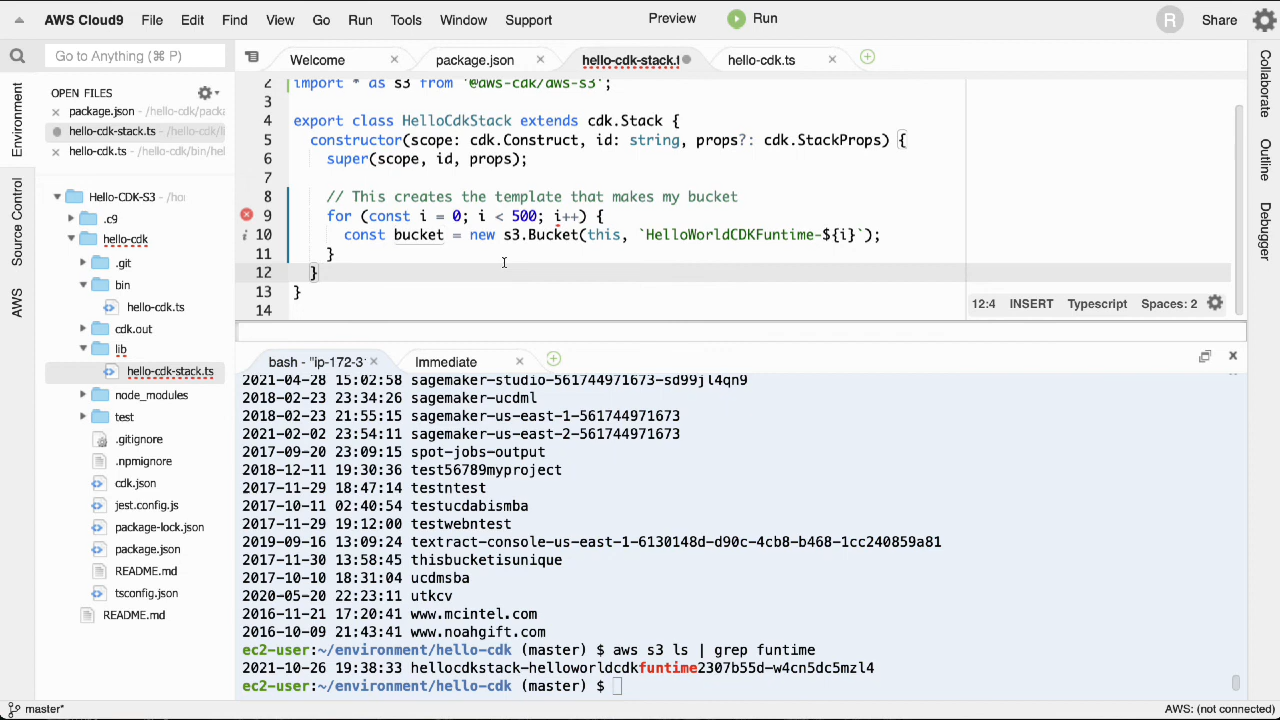 AWS Cloud9 File Edit Find View Go Run Tools Window Support Preview Run R Share
Go to Anything (⌘ P)
Welcome package.json hello-cdk-stack.t hello-cdk.ts
OPEN FILES
package.json - /hello-cdk/packa
hello-cdk-stack.ts - /hello-cdk/li
hello-cdk.ts - /hello-cdk/bin/hel
Hello-CDK-S3 - /ho
.c9
hello-cdk
.git
bin
hello-cdk.ts
cdk.out
lib
hello-cdk-stack.ts
node_modules
test
.gitignore
.npmignore
cdk.json
jest.config.js
package-lock.json
package.json
README.md
tsconfig.json
README.md
Environment
Source Control
AWS
2 import * as s3 from '@aws-cdk/aws-s3';
3
4 export class HelloCdkStack extends cdk.Stack {
5 constructor(scope: cdk.Construct, id: string, props?: cdk.StackProps) {
6 super(scope, id, props);
7
8 // This creates the template that makes my bucket
9 for (const i = 0; i < 500; i++) {
10 const bucket = new s3.Bucket(this, `HelloWorldCDKFuntime-${i}`);
11 }
12 }
13 }
14
12:4 INSERT Typescript Spaces: 2
bash - "ip-172-3 Immediate
2021-04-28 15:02:58 sagemaker-studio-561744971673-sd99jl4qn9
2018-02-23 23:34:26 sagemaker-ucdml
2018-02-23 21:55:15 sagemaker-us-east-1-561744971673
2021-02-02 23:54:11 sagemaker-us-east-2-561744971673
2017-09-20 23:09:15 spot-jobs-output
2018-12-11 19:30:36 test56789myproject
2017-11-29 18:47:14 testntest
2017-10-11 02:40:54 testucdabismba
2017-11-29 19:12:00 testwebntest
2019-09-16 13:09:24 textract-console-us-east-1-6130148d-d90c-4cb8-b468-1cc240859a81
2017-11-30 13:58:45 thisbucketisunique
2017-10-10 18:31:04 ucdmsba
2020-05-20 22:23:11 utkcv
2016-11-21 17:20:41 www.mcintel.com
2016-10-09 21:43:41 www.noahgift.com
ec2-user:~/environment/hello-cdk (master) $ aws s3 ls | grep funtime
2021-10-26 19:38:33 hellocdkstack-helloworldcdkfuntime2307b55d-w4cn5dc5mzl4
ec2-user:~/environment/hello-cdk (master) $
Collaborate
Outline
Debugger
master* AWS: (not connected)